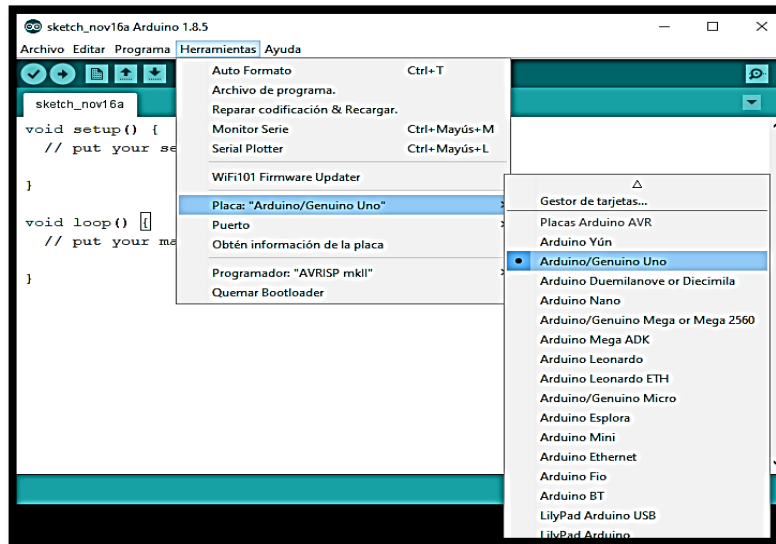 sketch_nov16a Arduino 1.8.5
Archivo Editar Programa Herramientas Ayuda
sketch_nov16a
void setup() {
// put your se
}
void loop() {
// put your ma
}
Auto Formato Ctrl+T
Archivo de programa.
Reparar codificación & Recargar.
Monitor Serie Ctrl+Mayús+M
Serial Plotter Ctrl+Mayús+L
WiFi101 Firmware Updater
Placa: "Arduino/Genuino Uno"
Puerto
Obtén información de la placa
Programador: "AVRISP mkII"
Quemar Bootloader
Gestor de tarjetas...
Placas Arduino AVR
Arduino Yún
Arduino/Genuino Uno
Arduino Duemilanove or Diecimila
Arduino Nano
Arduino/Genuino Mega or Mega 2560
Arduino Mega ADK
Arduino Leonardo
Arduino Leonardo ETH
Arduino/Genuino Micro
Arduino Esplora
Arduino Mini
Arduino Ethernet
Arduino Fio
Arduino BT
LilyPad Arduino USB
LilyPad Arduino